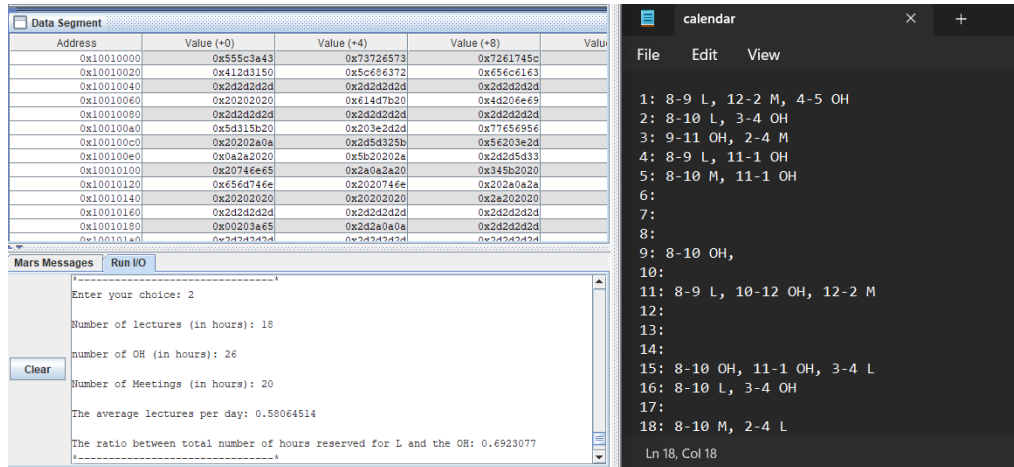 Data Segment
Address Value (+0) Value (+4) Value (+8) Valu
0x10010000 0x555c3a43 0x73726573 0x7261745c
0x10010020 0x412d3150 0x5c686372 0x656c6163
0x10010040 0x2d2d2d2d 0x2d2d2d2d 0x2d2d2d2d
0x10010060 0x20202020 0x614d7b20 0x4d206e69
0x10010080 0x2d2d2d2d 0x2d2d2d2d 0x2d2d2d2d
0x100100a0 0x5d315b20 0x203e2d2d 0x77656956
0x100100c0 0x20202a0a 0x2d5d325b 0x56203e2d
0x100100e0 0x0a2a2020 0x5b20202a 0x2d2d5d33
0x10010100 0x20746e65 0x2a0a2a20 0x345b2020
0x10010120 0x656d746e 0x2020746e 0x202a0a2a
0x10010140 0x20202020 0x20202020 0x2a202020
0x10010160 0x2d2d2d2d 0x2d2d2d2d 0x2d2d2d2d
0x10010180 0x00203a65 0x2d2a0a0a 0x2d2d2d2d
0x100101a0 0x2d2d2d2d 0x2d2d2d2d 0x2d2d2d2d
Mars Messages Run I/O
Clear
*-------------------------------*
Enter your choice: 2
Number of lectures (in hours): 18
number of OH (in hours): 26
Number of Meetings (in hours): 20
The average lectures per day: 0.58064514
The ratio between total number of hours reserved for L and the OH: 0.6923077
*-------------------------------*
calendar × +
File Edit View
1: 8-9 L, 12-2 M, 4-5 OH
2: 8-10 L, 3-4 OH
3: 9-11 OH, 2-4 M
4: 8-9 L, 11-1 OH
5: 8-10 M, 11-1 OH
6:
7:
8:
9: 8-10 OH,
10:
11: 8-9 L, 10-12 OH, 12-2 M
12:
13:
14:
15: 8-10 OH, 11-1 OH, 3-4 L
16: 8-10 L, 3-4 OH
17:
18: 8-10 M, 2-4 L
Ln 18, Col 18